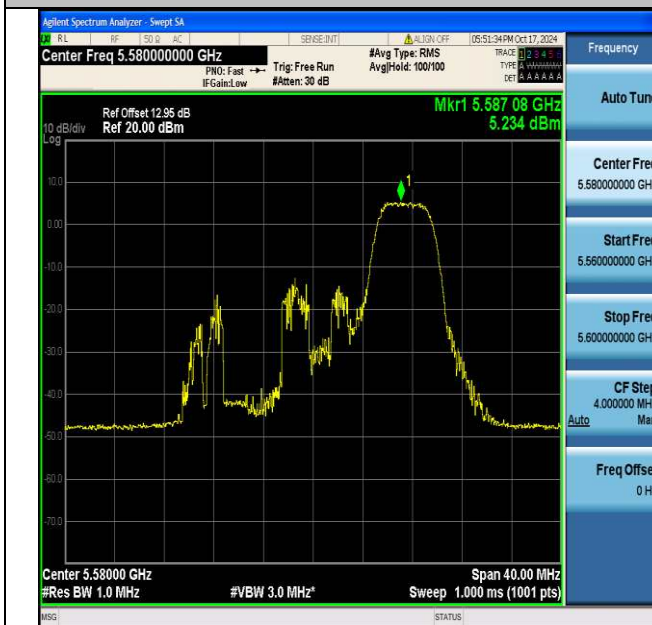 Agilent Spectrum Analyzer - Swept SA
RL RF 50 Ω AC SENSE:INT ALIGN OFF 05:51:34 PM Oct 17, 2024
Center Freq 5.580000000 GHz
PNO: Fast
IFGain:Low
Trig: Free Run
#Atten: 30 dB
#Avg Type: RMS
Avg|Hold: 100/100
TRACE 1 2 3 4 5 6
TYPE A
DET A A A A A A
Frequency
Mkr1 5.587 08 GHz
5.234 dBm
Ref Offset 12.95 dB
Ref 20.00 dBm
10 dB/div
Log
10.0
0.00
-10.0
-20.0
-30.0
-40.0
-50.0
-60.0
-70.0
1
Auto Tun
Center Fre
5.580000000 GH
Start Fre
5.560000000 GH
Stop Fre
5.600000000 GH
CF Ste
4.000000 MH
Auto Ma
Freq Offse
0 H
Center 5.58000 GHz
Span 40.00 MHz
#Res BW 1.0 MHz
#VBW 3.0 MHz*
Sweep 1.000 ms (1001 pts)
MSG
STATUS